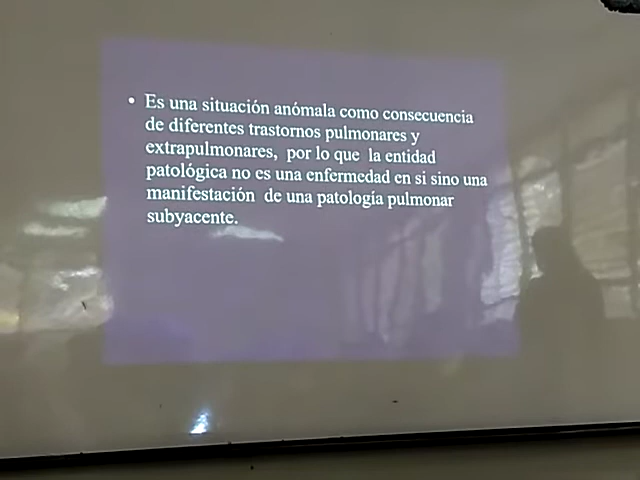 • Es una situación anómala como consecuencia
de diferentes trastornos pulmonares y
extrapulmonares, por lo que la entidad
patológica no es una enfermedad en si sino una
manifestación de una patología pulmonar
subyacente.